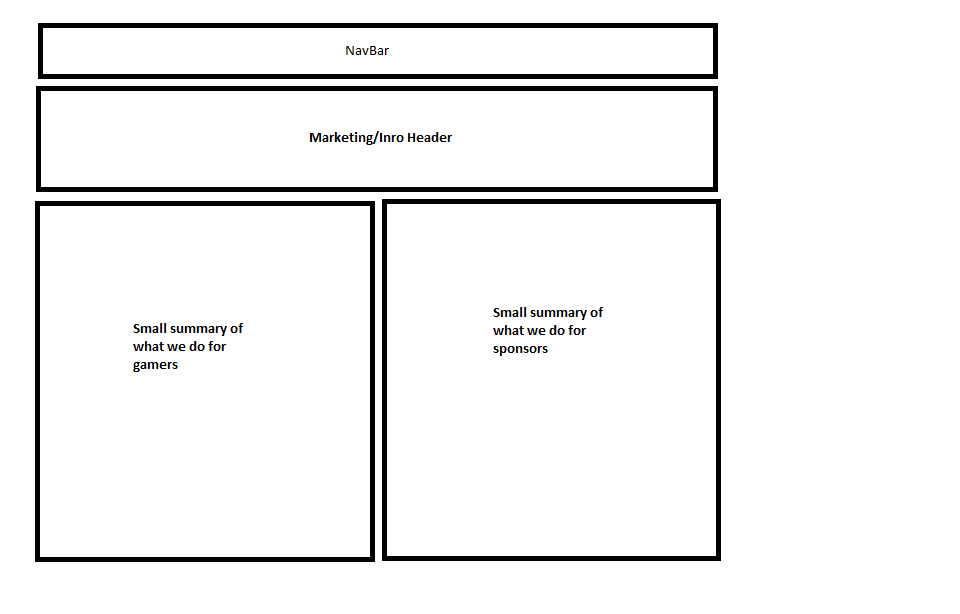 NavBar
Marketing/Inro Header
Small summary of
what we do for
gamers
Small summary of
what we do for
sponsors